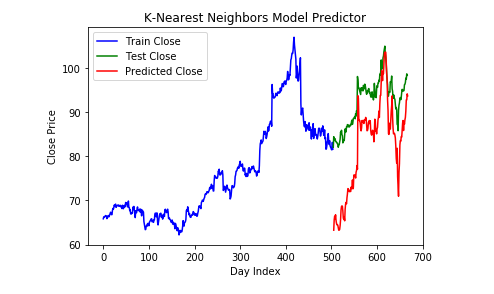 K-Nearest Neighbors Model Predictor
Train Close
Test Close
Predicted Close
Close Price
100
90
80
70
60
0 100 200 300 400 500 600 700
Day Index